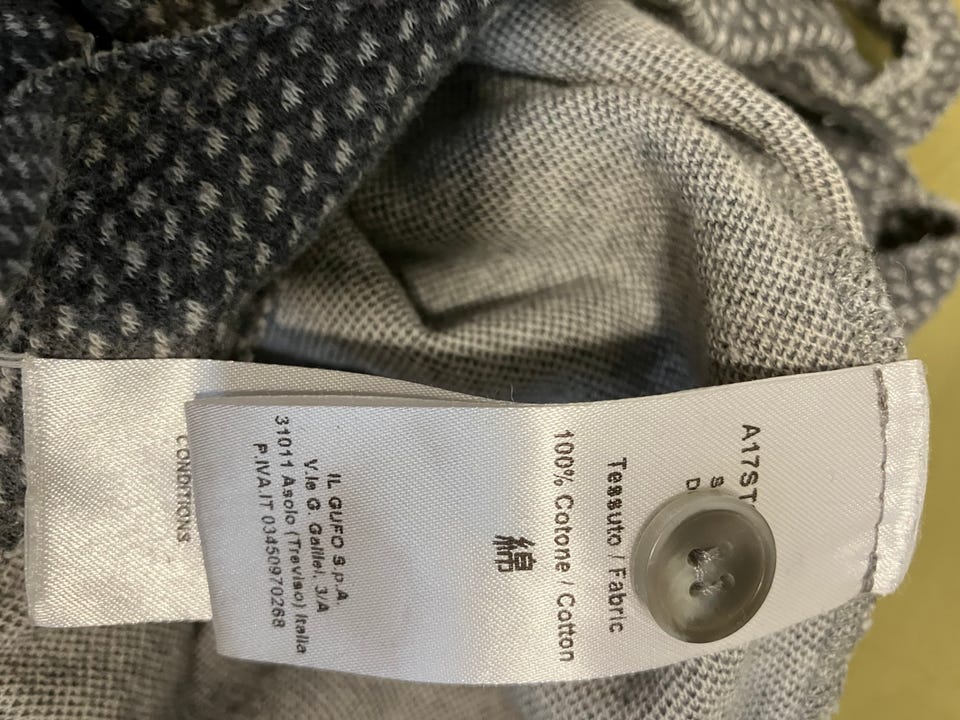 A17ST
S
D
Tessuto / Fabric
100% Cotone / Cotton
綿
IL GUFO S.p.A.
V.le G. Galilei, 3/A
31011 Asolo (Treviso) Italia
P.IVA.IT 03450970268
CONDITIONS